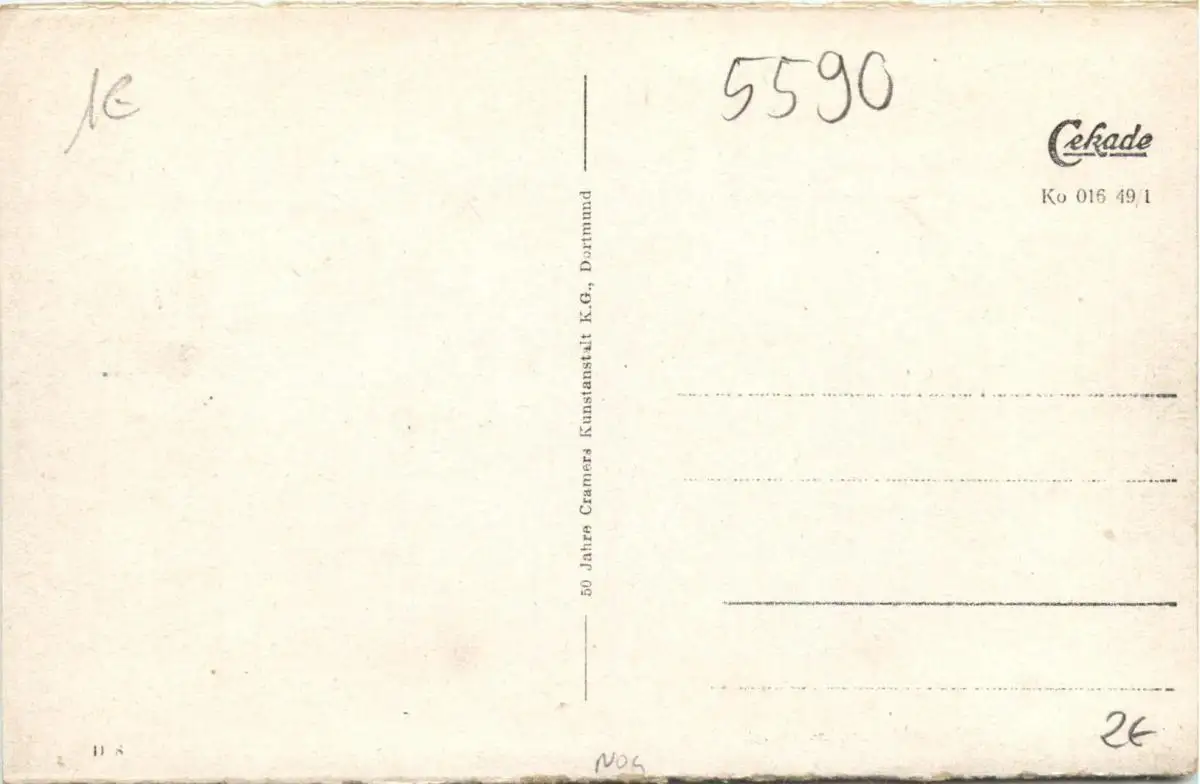 1€
5590
Cekade
Ko 016 49/1
50 Jahre Cramers Kunstanstalt K.G., Dortmund
2€